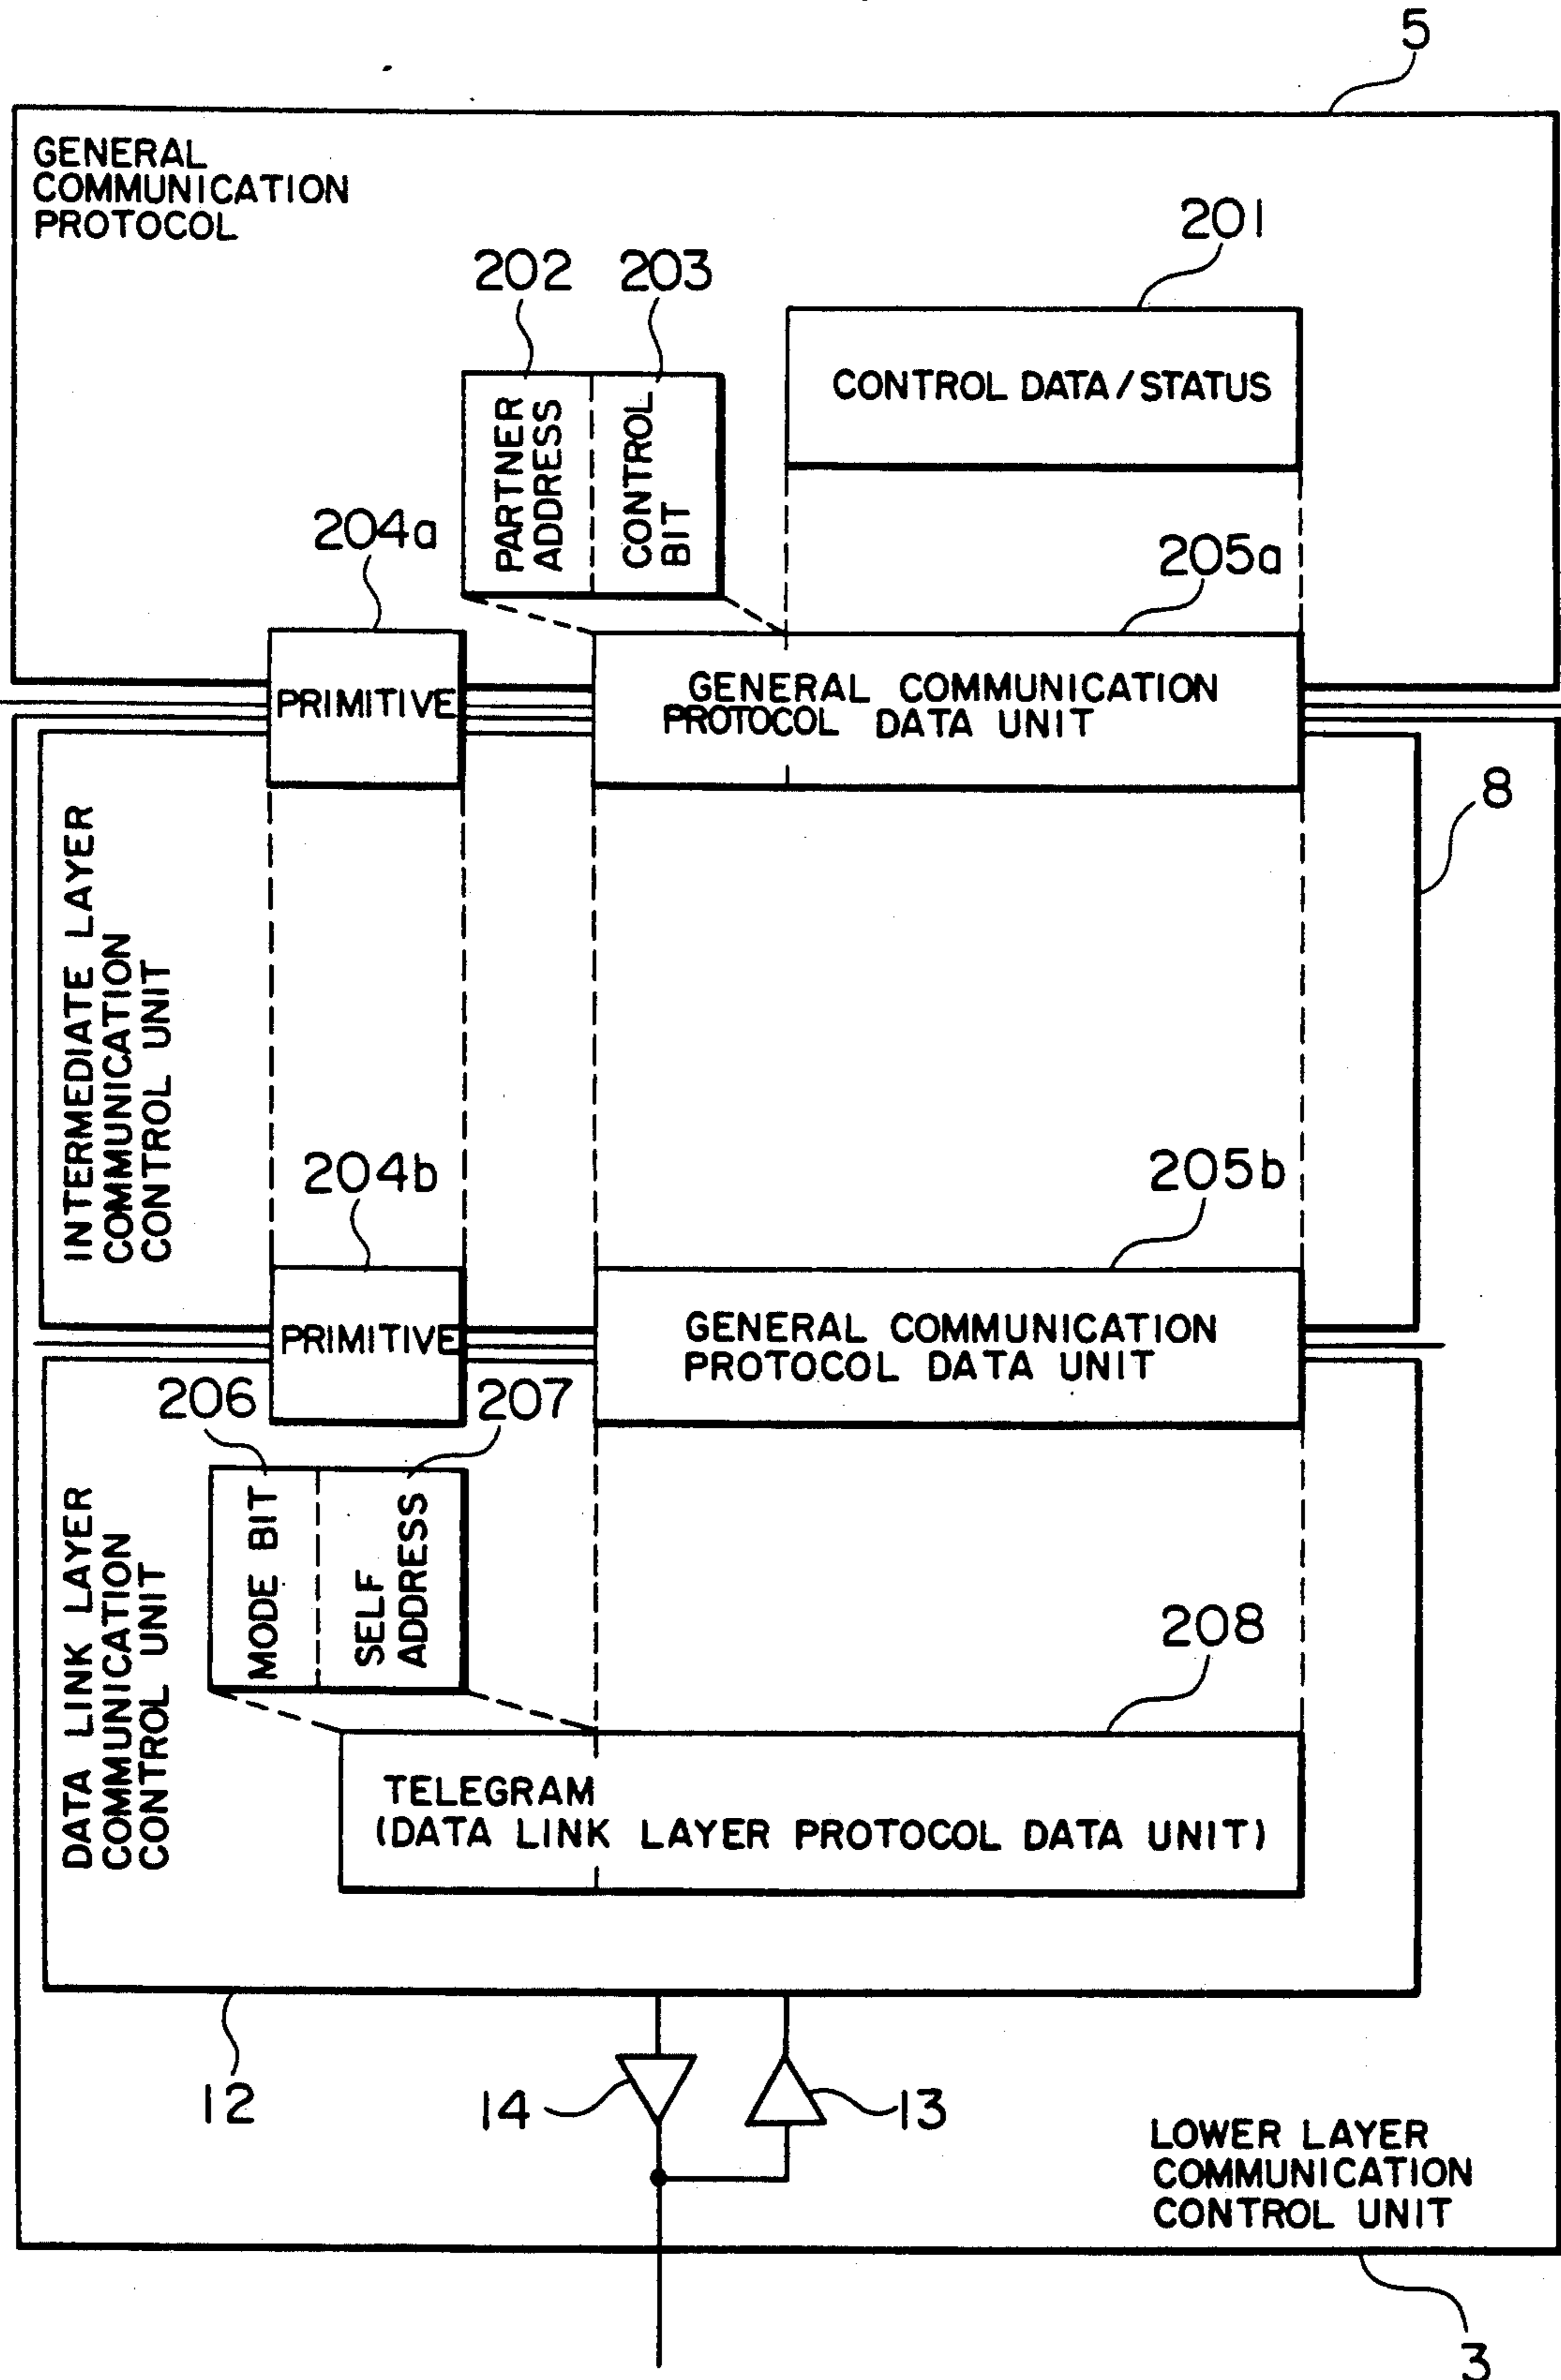 5
GENERAL
COMMUNICATION
PROTOCOL
201
202
203
CONTROL DATA/STATUS
PARTNER
ADDRESS
CONTROL
BIT
204a
205a
PRIMITIVE
GENERAL COMMUNICATION
PROTOCOL DATA UNIT
8
INTERMEDIATE LAYER
COMMUNICATION
CONTROL UNIT
204b
205b
PRIMITIVE
GENERAL COMMUNICATION
PROTOCOL DATA UNIT
206
207
DATA LINK LAYER
COMMUNICATION
CONTROL UNIT
MODE BIT
SELF
ADDRESS
208
TELEGRAM
(DATA LINK LAYER PROTOCOL DATA UNIT)
12
14
13
LOWER LAYER
COMMUNICATION
CONTROL UNIT
3